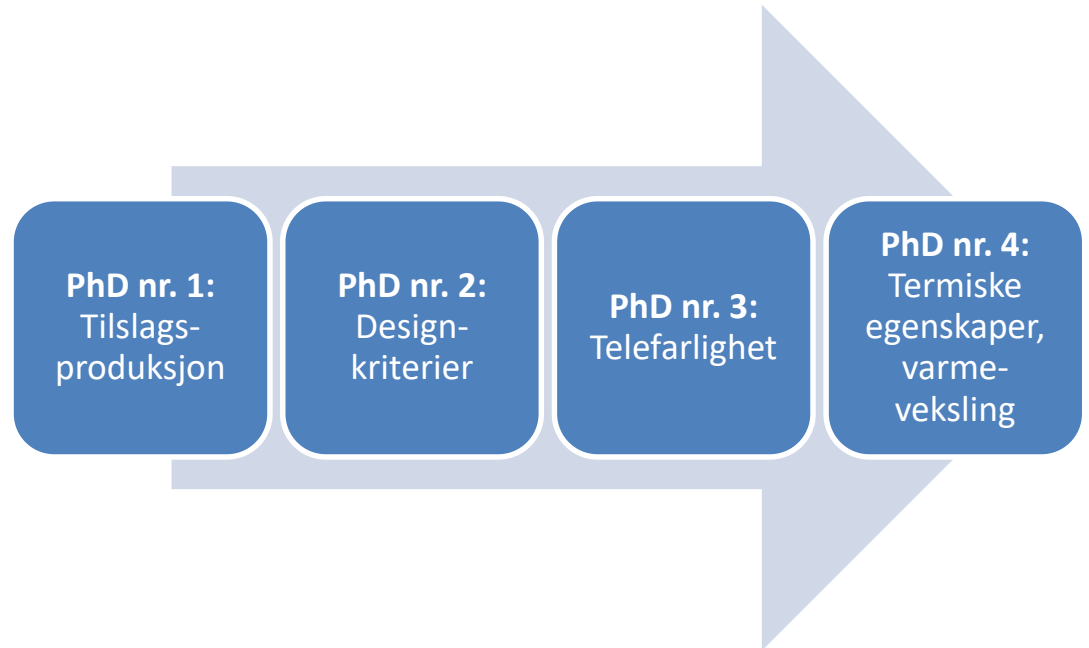 PhD nr. 1:
Tilslags-
produksjon
PhD nr. 2:
Design-
kriterier
PhD nr. 3:
Telefarlighet
PhD nr. 4:
Termiske
egenskaper,
varme-
veksling